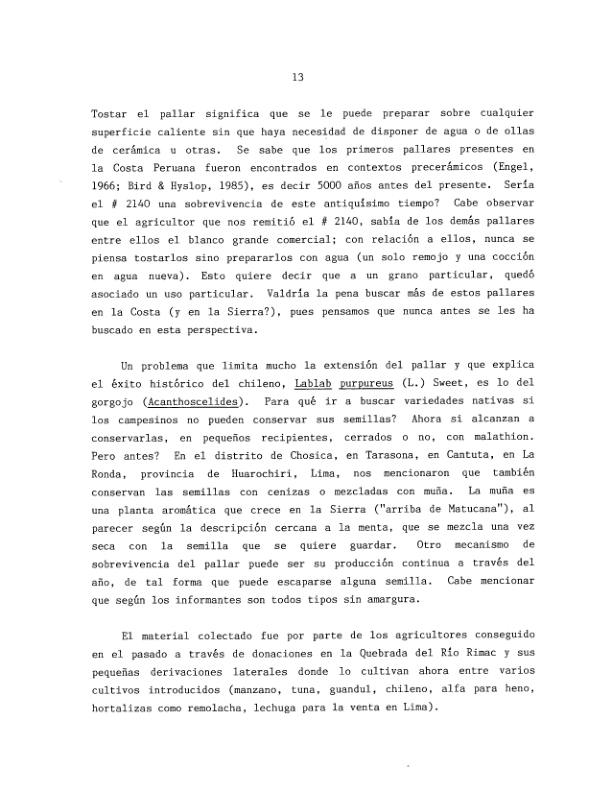 13
Tostar el pallar significa que se le puede preparar sobre cualquier
superficie caliente sin que haya necesidad de disponer de agua o de ollas
de cerámica u otras. Se sabe que los primeros pallares presentes en
la Costa Peruana fueron encontrados en contextos precerámicos (Engel,
1966; Bird & Hyslop, 1985), es decir 5000 años antes del presente. Sería
el # 2140 una sobrevivencia de este antiquísimo tiempo? Cabe observar
que el agricultor que nos remitió el # 2140, sabía de los demás pallares
entre ellos el blanco grande comercial; con relación a ellos, nunca se
piensa tostarlos sino prepararlos con agua (un solo remojo y una cocción
en agua nueva). Esto quiere decir que a un grano particular, quedó
asociado un uso particular. Valdría la pena buscar más de estos pallares
en la Costa (y en la Sierra?), pues pensamos que nunca antes se les ha
buscado en esta perspectiva.
Un problema que limita mucho la extensión del pallar y que explica
el éxito histórico del chileno, Lablab purpureus (L.) Sweet, es lo del
gorgojo (Acanthoscelides). Para qué ir a buscar variedades nativas si
los campesinos no pueden conservar sus semillas? Ahora si alcanzan a
conservarlas, en pequeños recipientes, cerrados o no, con malathion.
Pero antes? En el distrito de Chosica, en Tarasona, en Cantuta, en La
Ronda, provincia de Huarochiri, Lima, nos mencionaron que también
conservan las semillas con cenizas o mezcladas con muña. La muña es
una planta aromática que crece en la Sierra ("arriba de Matucana"), al
parecer según la descripción cercana a la menta, que se mezcla una vez
seca con la semilla que se quiere guardar. Otro mecanismo de
sobrevivencia del pallar puede ser su producción continua a través del
año, de tal forma que puede escaparse alguna semilla. Cabe mencionar
que según los informantes son todos tipos sin amargura.
El material colectado fue por parte de los agricultores conseguido
en el pasado a través de donaciones en la Quebrada del Río Rimac y sus
pequeñas derivaciones laterales donde lo cultivan ahora entre varios
cultivos introducidos (manzano, tuna, guandul, chileno, alfa para heno,
hortalizas como remolacha, lechuga para la venta en Lima).